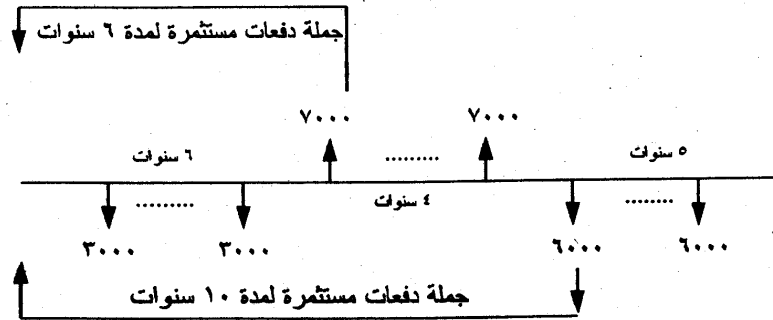 جملة دفعات مستثمرة لمدة ٦ سنوات
٧٠٠٠ ٧٠٠٠
٦ سنوات ......... ٥ سنوات
......... ٤ سنوات ........
٣٠٠٠ ٣٠٠٠ ٦٠٠٠ ٦٠٠٠
جملة دفعات مستثمرة لمدة ١٠ سنوات